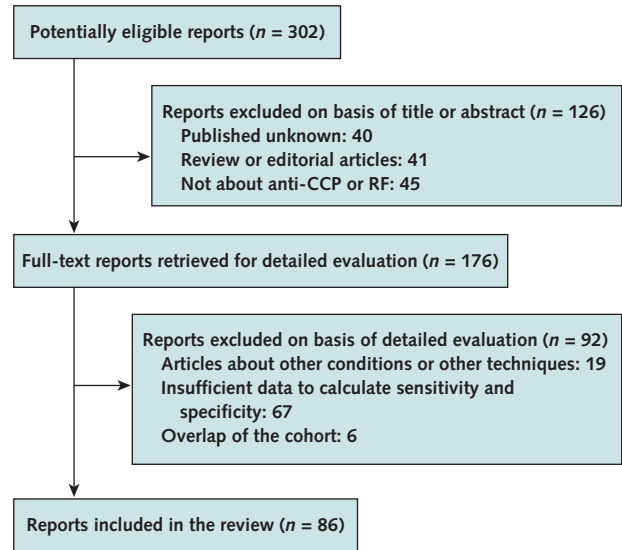 Potentially eligible reports (n = 302)
Reports excluded on basis of title or abstract (n = 126)
Published unknown: 40
Review or editorial articles: 41
Not about anti-CCP or RF: 45
Full-text reports retrieved for detailed evaluation (n = 176)
Reports excluded on basis of detailed evaluation (n = 92)
Articles about other conditions or other techniques: 19
Insufficient data to calculate sensitivity and
specificity: 67
Overlap of the cohort: 6
Reports included in the review (n = 86)